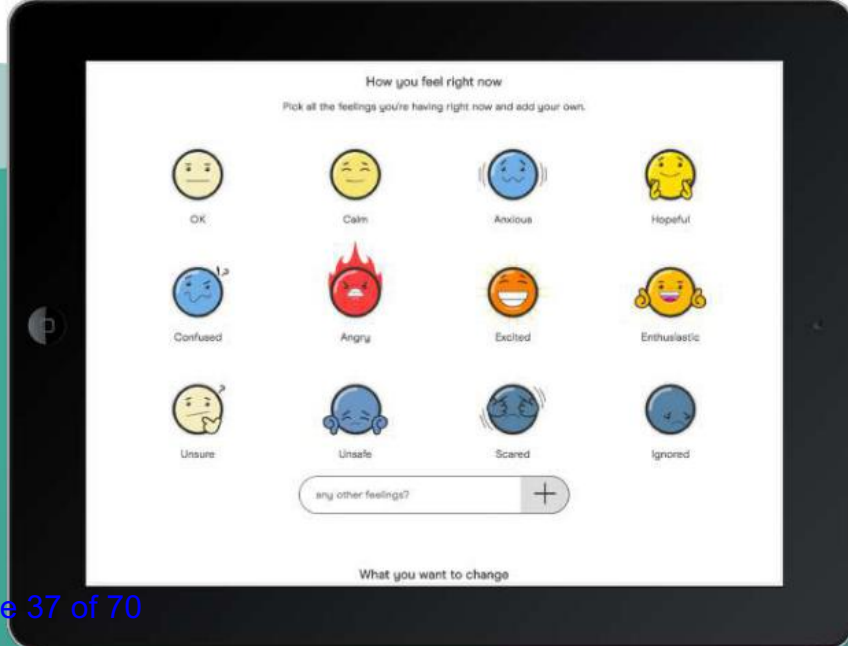 How you feel right now
Pick all the feelings you're having right now and add your own.
OK Calm Anxious Hopeful
Confused Angry Excited Enthusiastic
Unsure Unsafe Scared Ignored
any other feelings? +
What you want to change
e 37 of 70